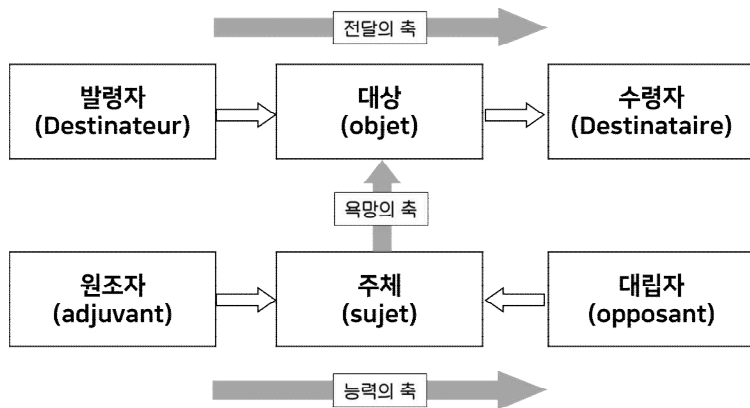 전달의 축
발령자
(Destinateur)
대상
(objet)
수령자
(Destinataire)
욕망의 축
원조자
(adjuvant)
주체
(sujet)
대립자
(opposant)
능력의 축